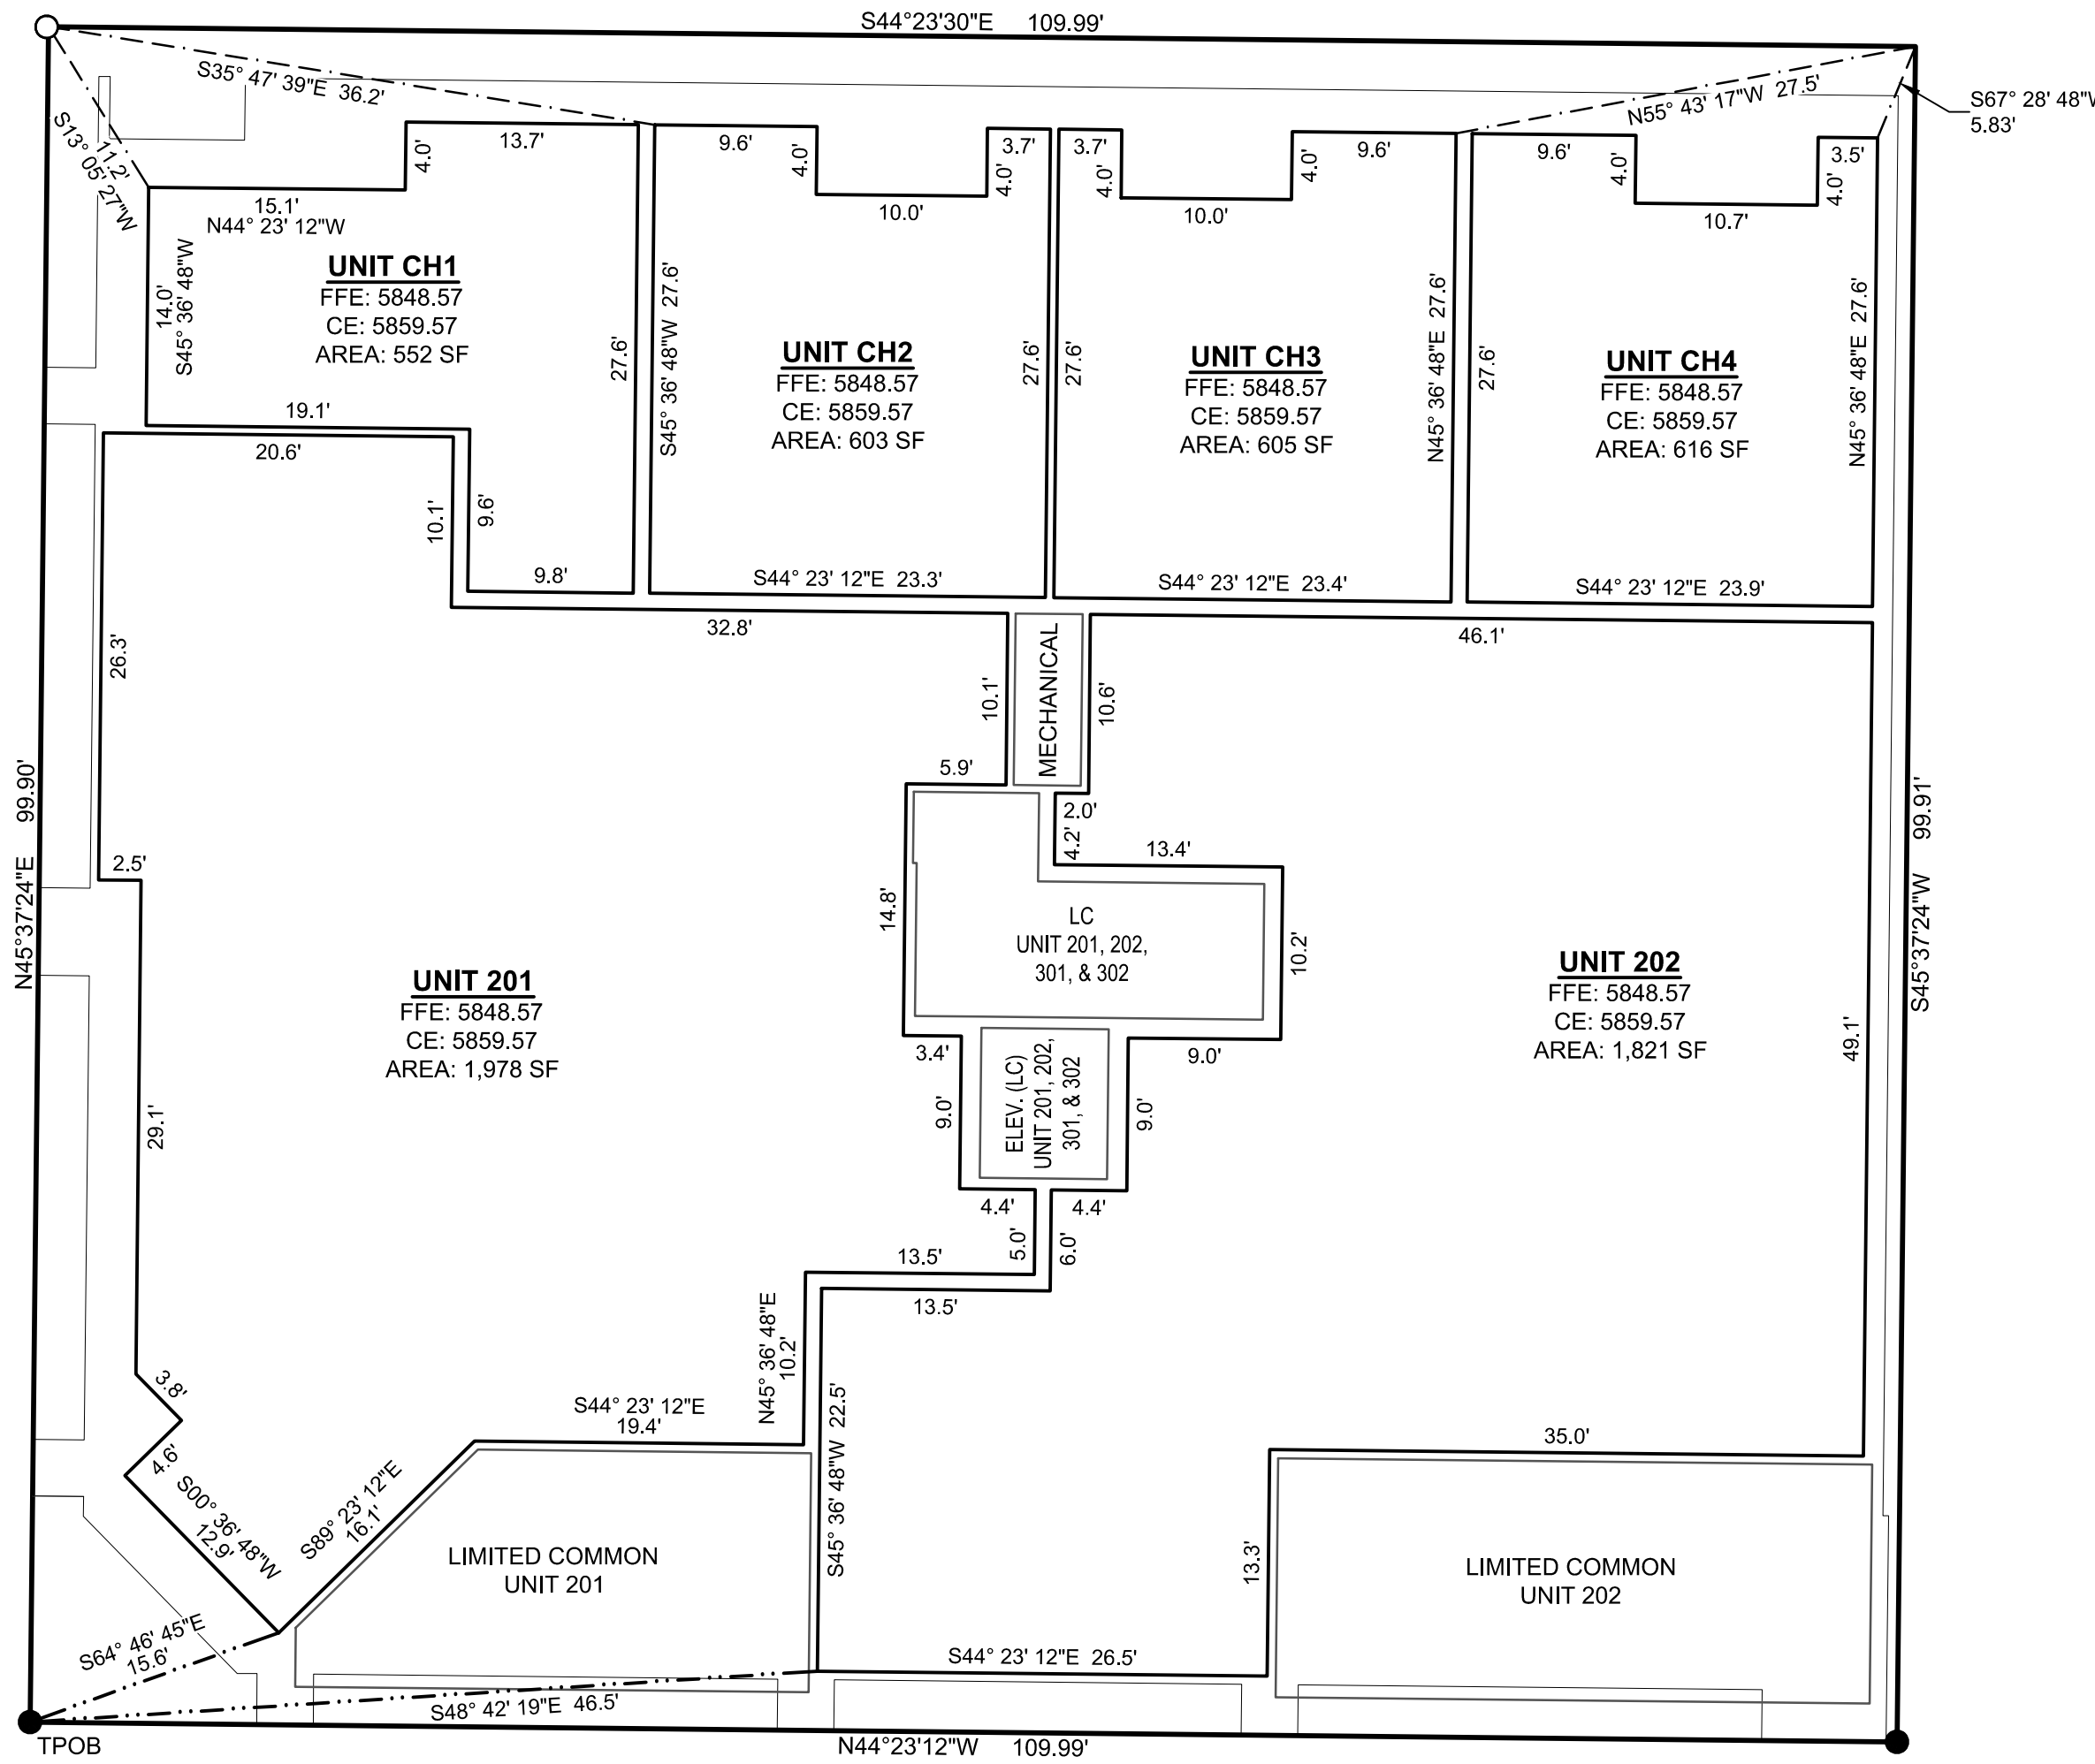 S44°23'30"E 109.99'
S35° 47' 39"E 36.2'
N55° 43' 17"W 27.5'
S67° 28' 48"W
5.83'
S13° 05' 27"W
11.2'
4.0'
13.7'
15.1'
N44° 23' 12"W
14.0'
S45° 36' 48"W
UNIT CH1
FFE: 5848.57
CE: 5859.57
AREA: 552 SF
27.6'
19.1'
9.6'
9.8'
9.6'
4.0'
10.0'
4.0'
3.7'
S45° 36' 48"W 27.6'
UNIT CH2
FFE: 5848.57
CE: 5859.57
AREA: 603 SF
27.6'
S44° 23' 12"E 23.3'
3.7'
4.0'
10.0'
4.0'
9.6'
27.6'
UNIT CH3
FFE: 5848.57
CE: 5859.57
AREA: 605 SF
N45° 36' 48"E 27.6'
S44° 23' 12"E 23.4'
9.6'
4.0'
10.7'
4.0'
3.5'
27.6'
UNIT CH4
FFE: 5848.57
CE: 5859.57
AREA: 616 SF
N45° 36' 48"E 27.6'
S44° 23' 12"E 23.9'
20.6'
10.1'
32.8'
26.3'
10.1'
5.9'
2.5'
14.8'
N45°37'24"E 99.90'
UNIT 201
FFE: 5848.57
CE: 5859.57
AREA: 1,978 SF
29.1'
3.4'
9.0'
4.4'
5.0'
13.5'
N45° 36' 48"E
10.2'
S44° 23' 12"E
19.4'
3.8'
4.6'
S00° 36' 48"W
12.9'
S89° 23' 12"E
16.1'
MECHANICAL
46.1'
10.6'
2.0'
4.2'
13.4'
LC
UNIT 201, 202,
301, & 302
10.2'
9.0'
ELEV. (LC)
UNIT 201, 202,
301, & 302
9.0'
4.4'
6.0'
13.5'
UNIT 202
FFE: 5848.57
CE: 5859.57
AREA: 1,821 SF
49.1'
S45°37'24"W 99.91'
S45° 36' 48"W 22.5'
35.0'
13.3'
LIMITED COMMON
UNIT 201
LIMITED COMMON
UNIT 202
S44° 23' 12"E 26.5'
S64° 46' 45"E
15.6'
S48° 42' 19"E 46.5'
TPOB
N44°23'12"W 109.99'